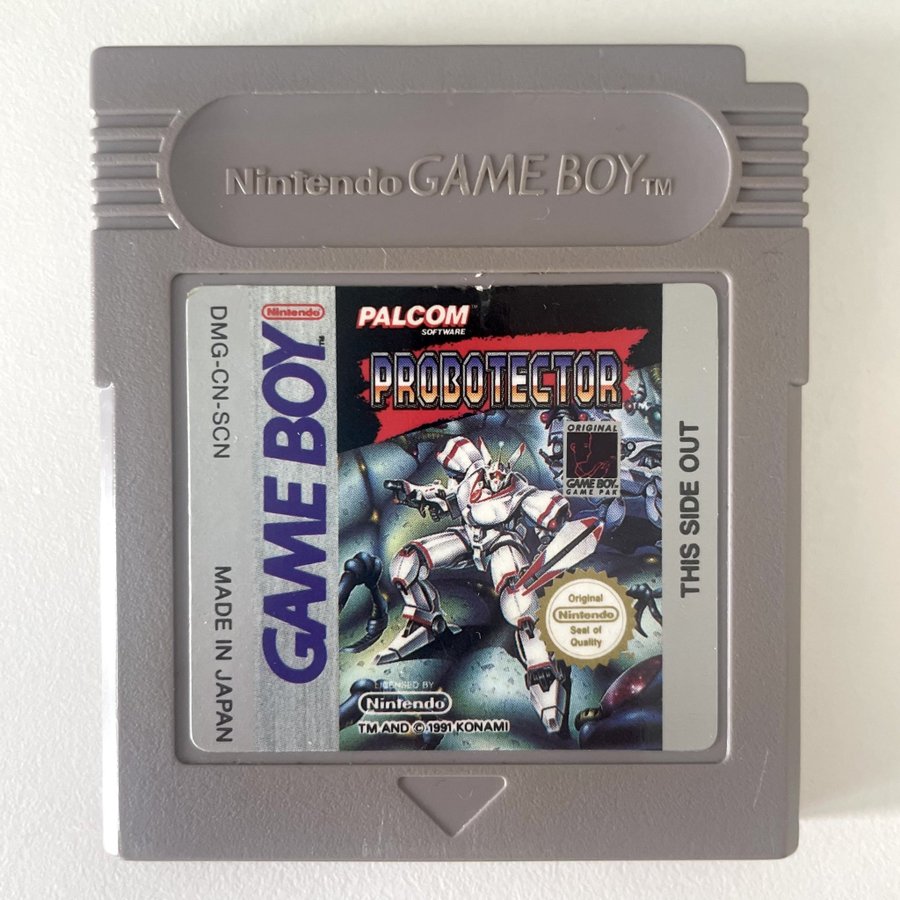 Nintendo GAME BOY TM
DMG-CN-SCN
MADE IN JAPAN
Nintendo
GAME BOY TM
PALCOM
SOFTWARE
PROBOTECTOR
ORIGINAL
GAME BOY
GAME PAK
Original
Nintendo
Seal of
Quality
LICENSED BY
Nintendo
TM AND © 1991 KONAMI
THIS SIDE OUT